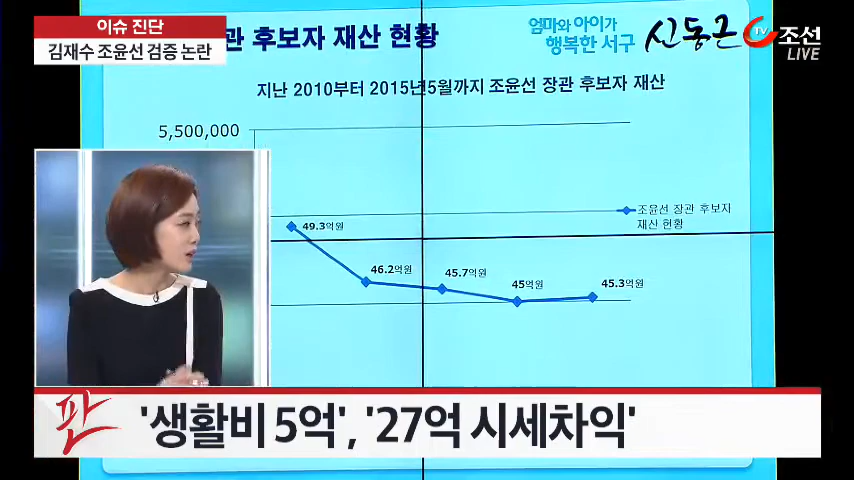 이슈 진단
김재수 조윤선 검증 논란
관 후보자 재산 현황
엄마와 아이가
행복한 서구
신동근
TV조선
LIVE
지난 2010부터 2015년5월까지 조윤선 장관 후보자 재산
5,500,000
조윤선 장관 후보자
재산 현황
49.3억원
46.2억원
45.7억원
45억원
45.3억원
판
'생활비 5억', '27억 시세차익'